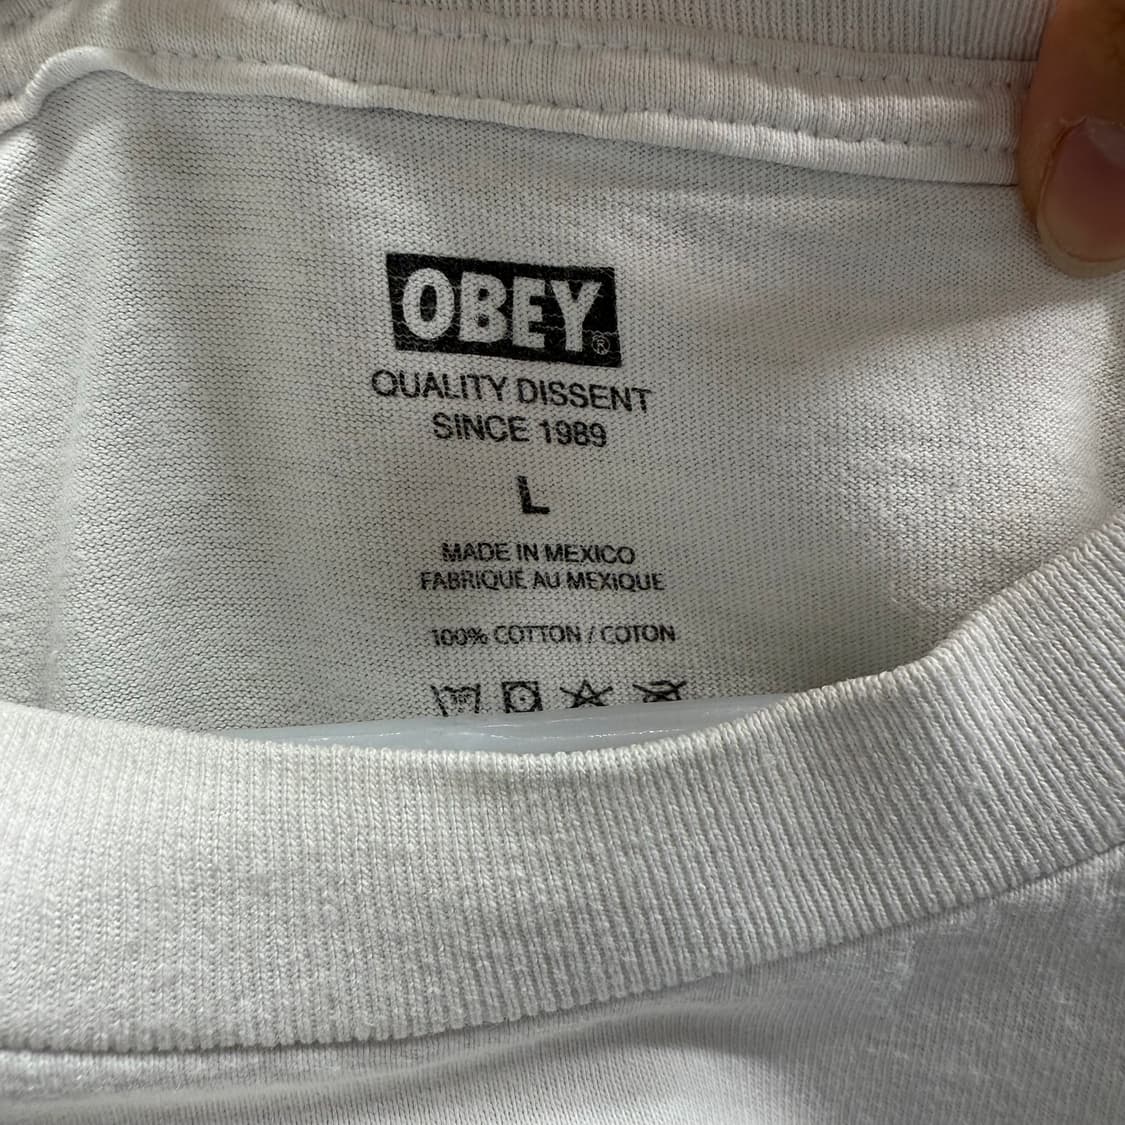 OBEY®
QUALITY DISSENT
SINCE 1989
L
MADE IN MEXICO
FABRIQUÉ AU MEXIQUE
100% COTTON / COTON